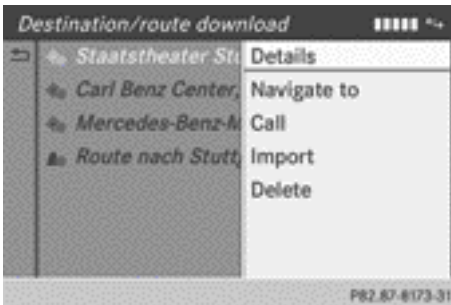 Destination/route download
Staatstheater Stu
Carl Benz Center,
Mercedes-Benz-M
Route nach Stutt
Details
Navigate to
Call
Import
Delete
P82.87-8173-31